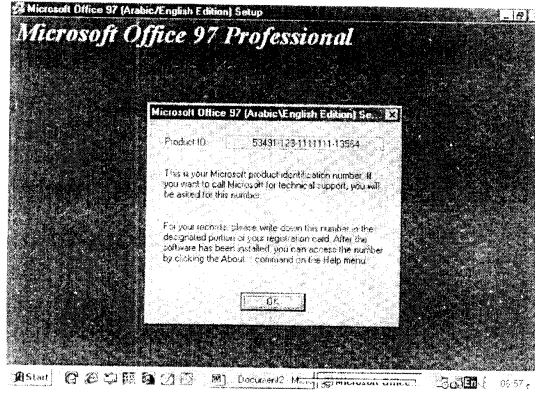 Microsoft Office 97 (Arabic/English Edition) Setup
Microsoft Office 97 Professional
Microsoft Office 97 (Arabic\English Edition) Se...
Product ID: 53491-123-1111111-13564
This is your Microsoft product identification number. If
you want to call Microsoft for technical support, you will
be asked for this number.
For your records, please write down this number in the
designated portion of your registration card. After the
software has been installed, you can access the number
by clicking the About... command on the Help menu.
OK
Start
Document2 - Micro
Microsoft Office
En
06:57